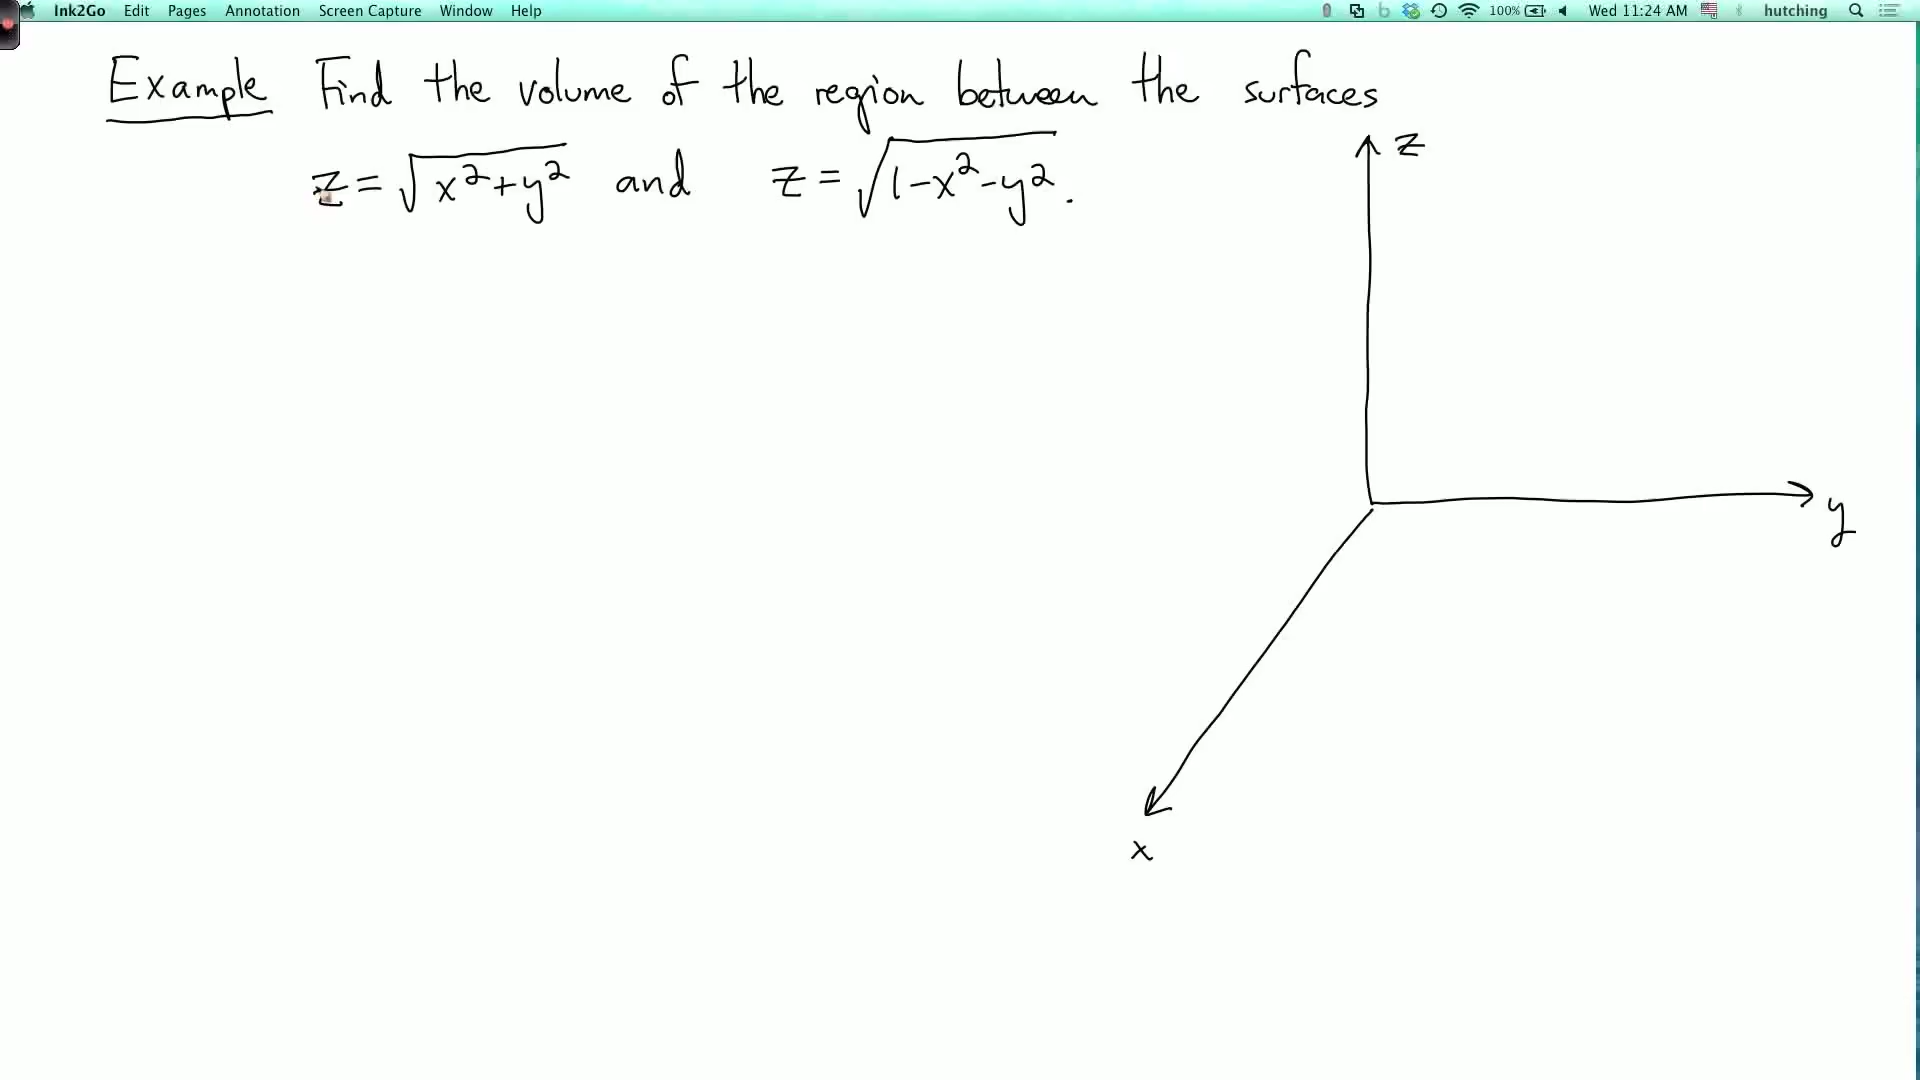 Ink2Go Edit Pages Annotation Screen Capture Window Help 100% Wed 11:24 AM hutching
Example Find the volume of the region between the surfaces
z = √(x²+y²) and z = √(1-x²-y²).
z
y
x